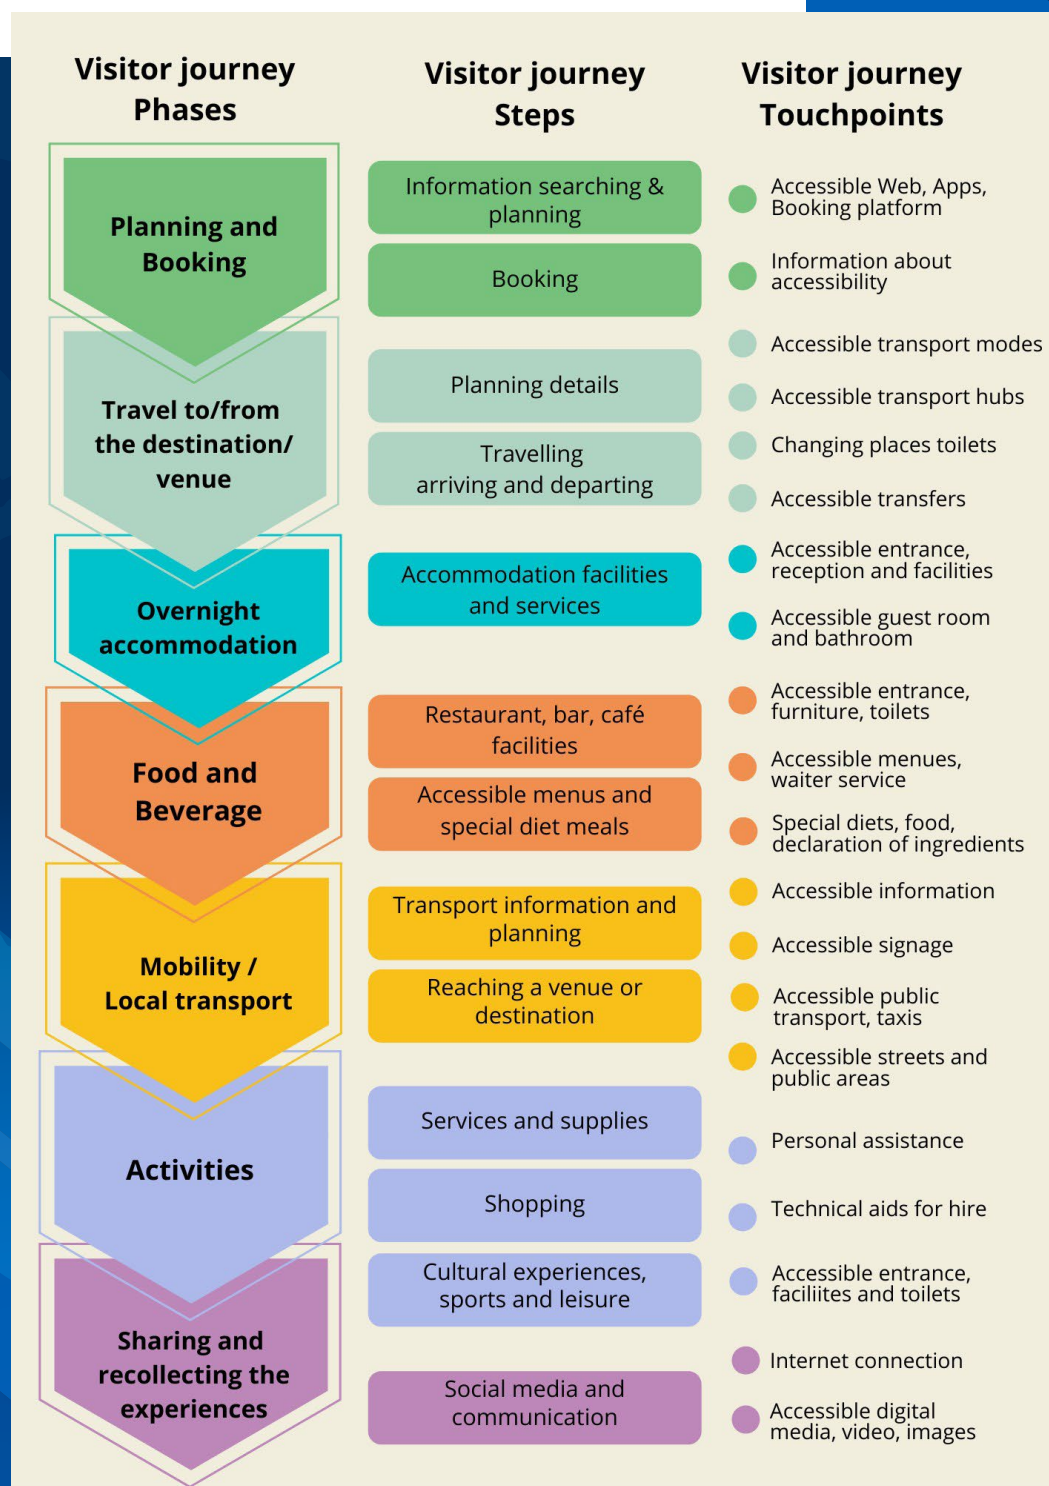 Visitor journey
Phases
Visitor journey
Steps
Visitor journey
Touchpoints
Planning and
Booking
Information searching &
planning
Booking
Accessible Web, Apps,
Booking platform
Information about
accessibility
Travel to/from
the destination/
venue
Planning details
Travelling
arriving and departing
Accessible transport modes
Accessible transport hubs
Changing places toilets
Accessible transfers
Overnight
accommodation
Accommodation facilities
and services
Accessible entrance,
reception and facilities
Accessible guest room
and bathroom
Food and
Beverage
Restaurant, bar, café
facilities
Accessible menus and
special diet meals
Accessible entrance,
furniture, toilets
Accessible menues,
waiter service
Special diets, food,
declaration of ingredients
Mobility /
Local transport
Transport information and
planning
Reaching a venue or
destination
Accessible information
Accessible signage
Accessible public
transport, taxis
Accessible streets and
public areas
Activities
Services and supplies
Shopping
Cultural experiences,
sports and leisure
Personal assistance
Technical aids for hire
Accessible entrance,
faciliites and toilets
Sharing and
recollecting the
experiences
Social media and
communication
Internet connection
Accessible digital
media, video, images